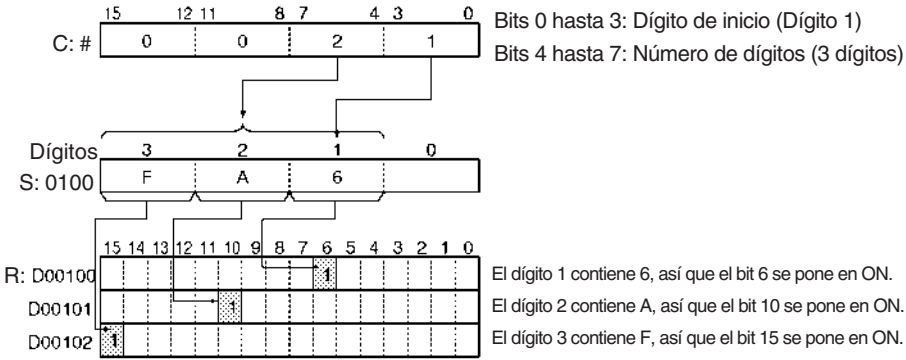 15 12 11 8 7 4 3 0
C: # 0 0 2 1
Bits 0 hasta 3: Dígito de inicio (Dígito 1)
Bits 4 hasta 7: Número de dígitos (3 dígitos)
Dígitos 3 2 1 0
S: 0100 F A 6
15 14 13 12 11 10 9 8 7 6 5 4 3 2 1 0
R: D00100 1 El dígito 1 contiene 6, así que el bit 6 se pone en ON.
D00101 1 El dígito 2 contiene A, así que el bit 10 se pone en ON.
D00102 1 El dígito 3 contiene F, así que el bit 15 se pone en ON.